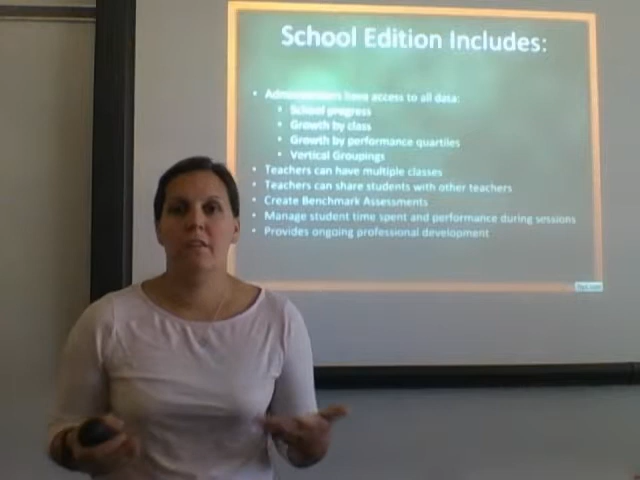 School Edition Includes:
• Administrators have access to all data:
• School progress
• Growth by class
• Growth by performance quartiles
• Vertical Groupings
• Teachers can have multiple classes
• Teachers can share students with other teachers
• Create Benchmark Assessments
• Manage student time spent and performance during sessions
• Provides ongoing professional development